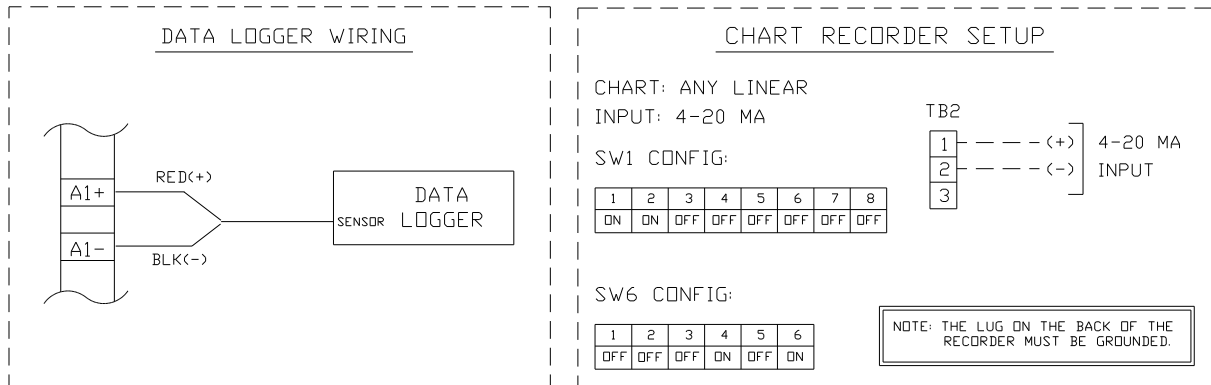 DATA LOGGER WIRING
A1+
RED(+)
SENSOR
DATA
LOGGER
A1-
BLK(-)
CHART RECORDER SETUP
CHART: ANY LINEAR
INPUT: 4-20 MA
SW1 CONFIG:
1 2 3 4 5 6 7 8
ON ON OFF OFF OFF OFF OFF OFF
TB2
1 (+) 4-20 MA
2 (-) INPUT
3
SW6 CONFIG:
1 2 3 4 5 6
OFF OFF OFF ON OFF ON
NOTE: THE LUG ON THE BACK OF THE
RECORDER MUST BE GROUNDED.